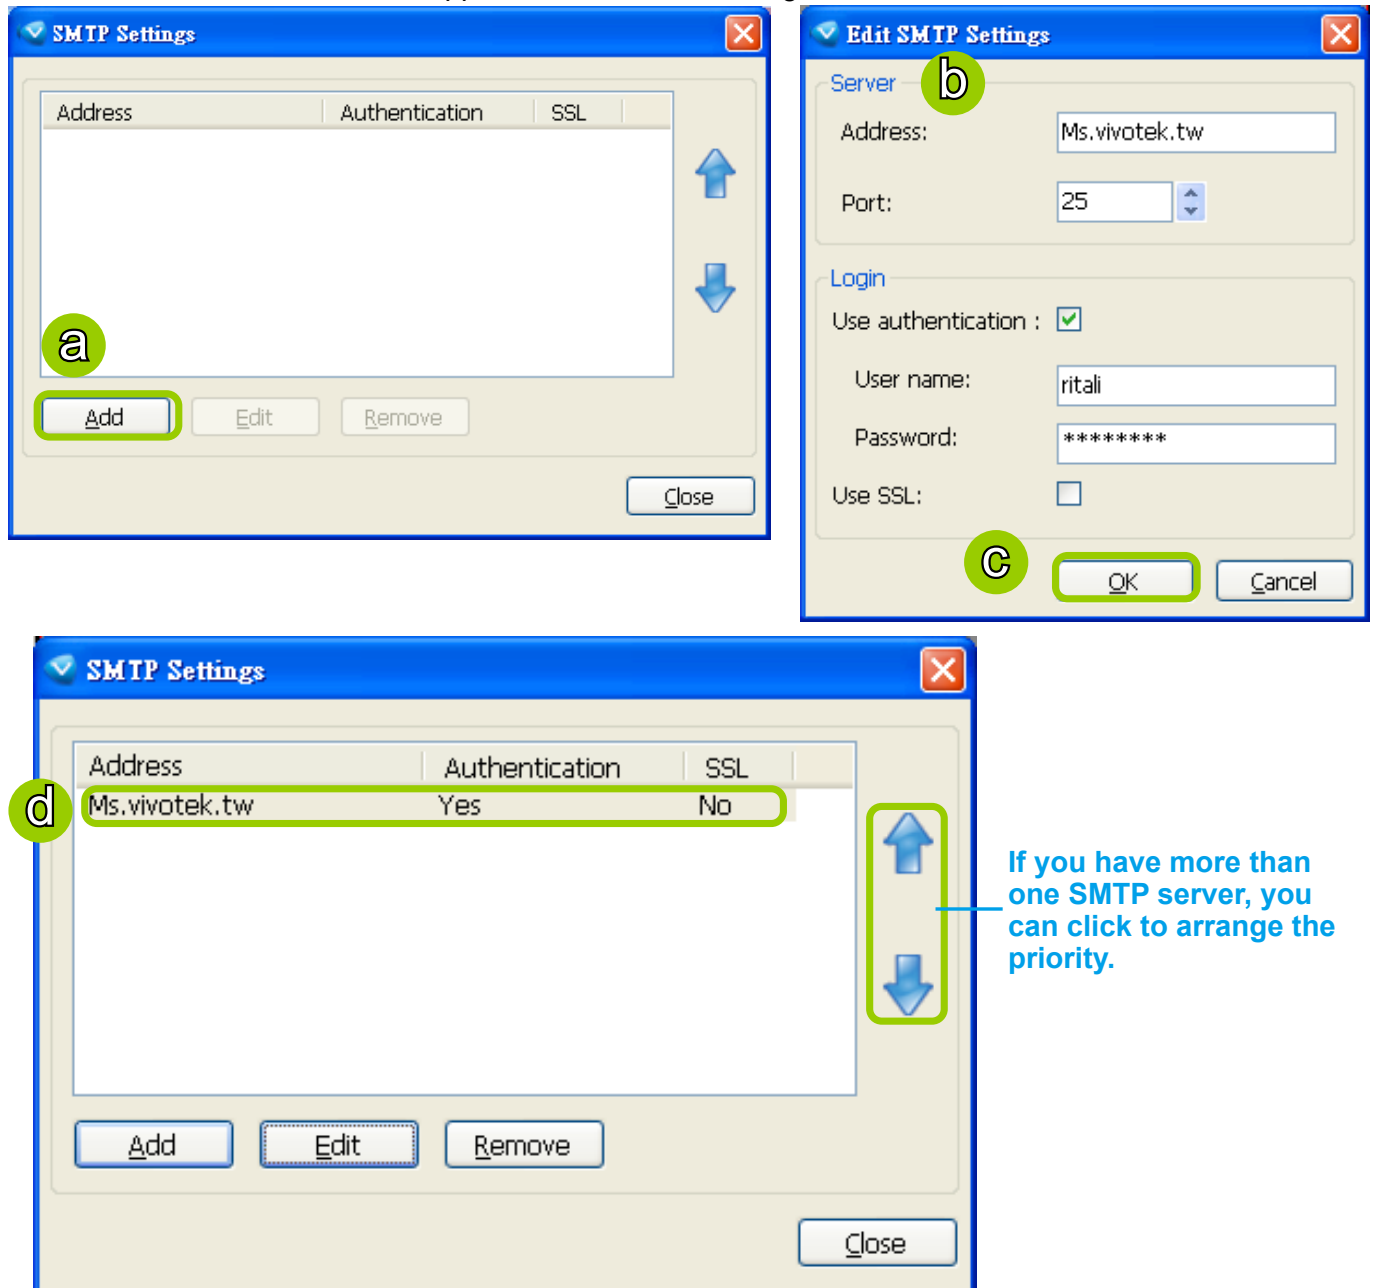 SMTP Settings
Address Authentication SSL
a
Add Edit Remove
Close
Edit SMTP Settings
Server b
Address: Ms.vivotek.tw
Port: 25
Login
Use authentication :
User name: ritali
Password: ********
Use SSL:
c
OK Cancel
SMTP Settings
Address Authentication SSL
d Ms.vivotek.tw Yes No
If you have more than
one SMTP server, you
can click to arrange the
priority.
Add Edit Remove
Close